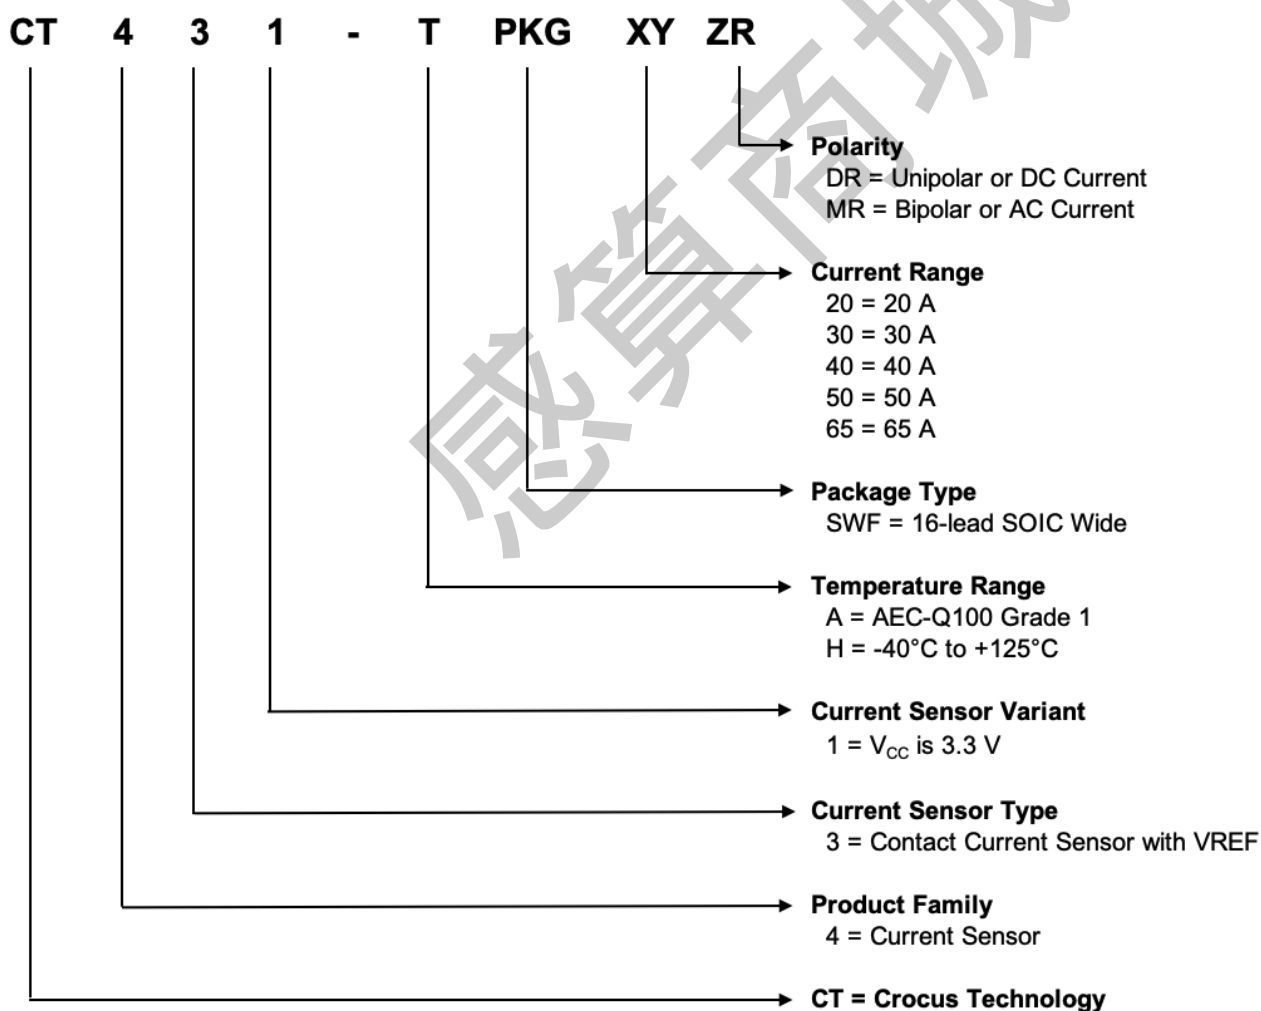 CT 4 3 1 - T PKG XY ZR
Polarity
DR = Unipolar or DC Current
MR = Bipolar or AC Current
Current Range
20 = 20 A
30 = 30 A
40 = 40 A
50 = 50 A
65 = 65 A
Package Type
SWF = 16-lead SOIC Wide
Temperature Range
A = AEC-Q100 Grade 1
H = -40°C to +125°C
Current Sensor Variant
1 = VCC is 3.3 V
Current Sensor Type
3 = Contact Current Sensor with VREF
Product Family
4 = Current Sensor
CT = Crocus Technology
感算商城